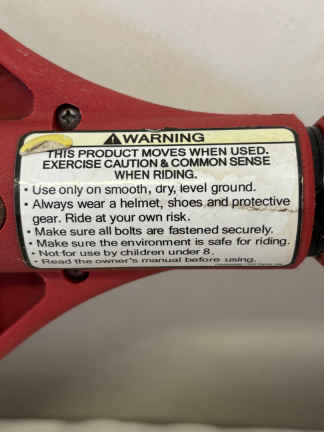 WARNING
THIS PRODUCT MOVES WHEN USED.
EXERCISE CAUTION & COMMON SENSE
WHEN RIDING.
• Use only on smooth, dry, level ground.
• Always wear a helmet, shoes and protective
gear. Ride at your own risk.
• Make sure all bolts are fastened securely.
• Make sure the environment is safe for riding.
• Not for use by children under 8.
• Read the owner's manual before using.